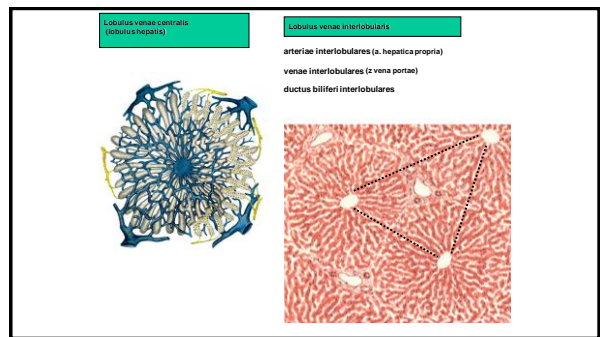 Lobulus venae centralis
(lobulus hepatis)
Lobulus venae interlobularis
arteriae interlobulares (a. hepatica propria)
venae interlobulares (z vena portae)
ductus biliferi interlobulares